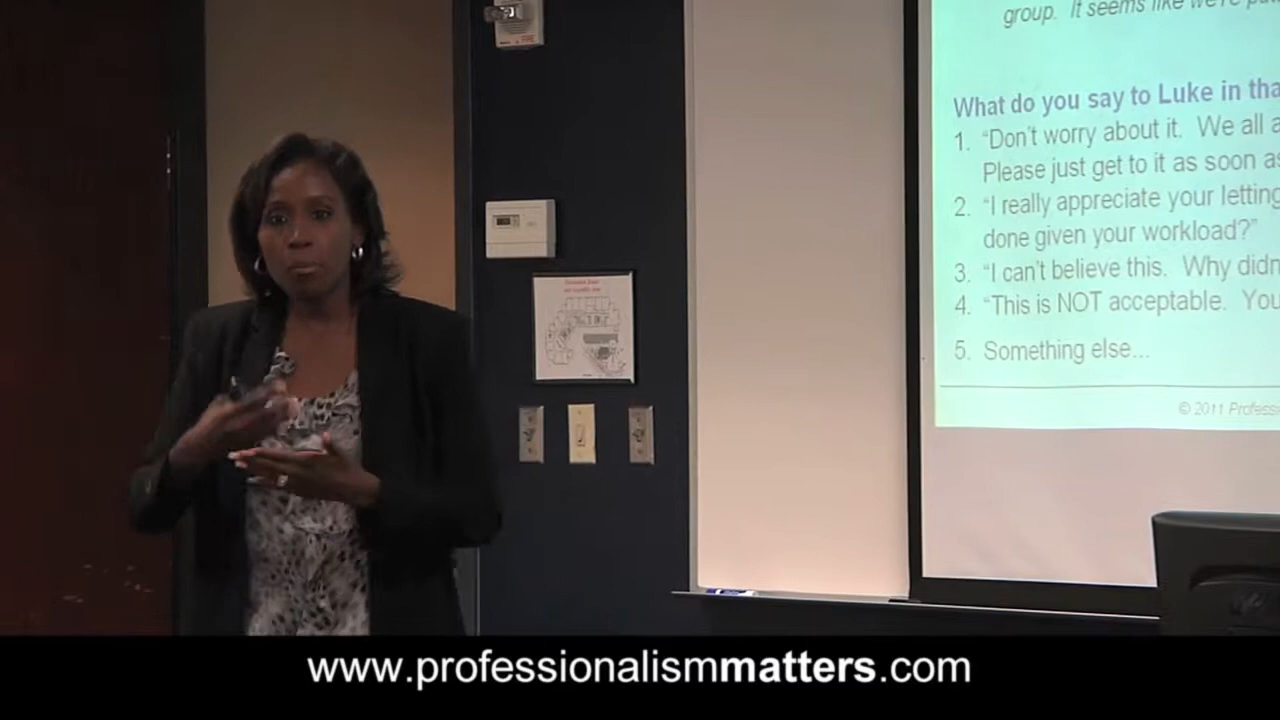 FIRE
group. It seems like we're
What do you say to Luke in tha
1. "Don't worry about it. We all a
Please just get to it as soon as
2. "I really appreciate your letting
done given your workload?"
3. "I can't believe this. Why didn
4. "This is NOT acceptable. You
5. Something else...
© 2011 Professi
www.professionalismmatters.com